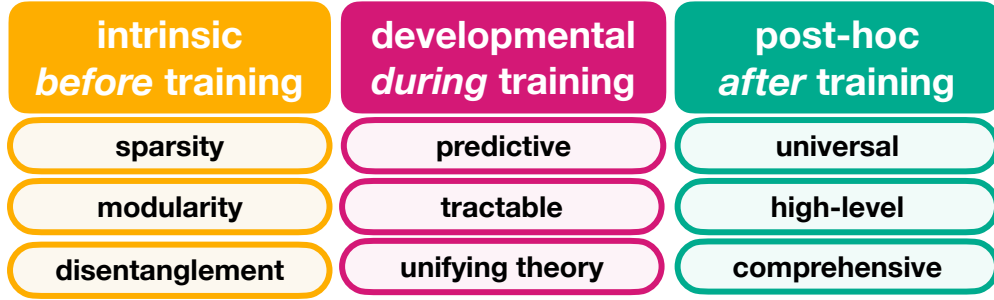 intrinsic
before training
sparsity
modularity
disentanglement
developmental
during training
predictive
tractable
unifying theory
post-hoc
after training
universal
high-level
comprehensive